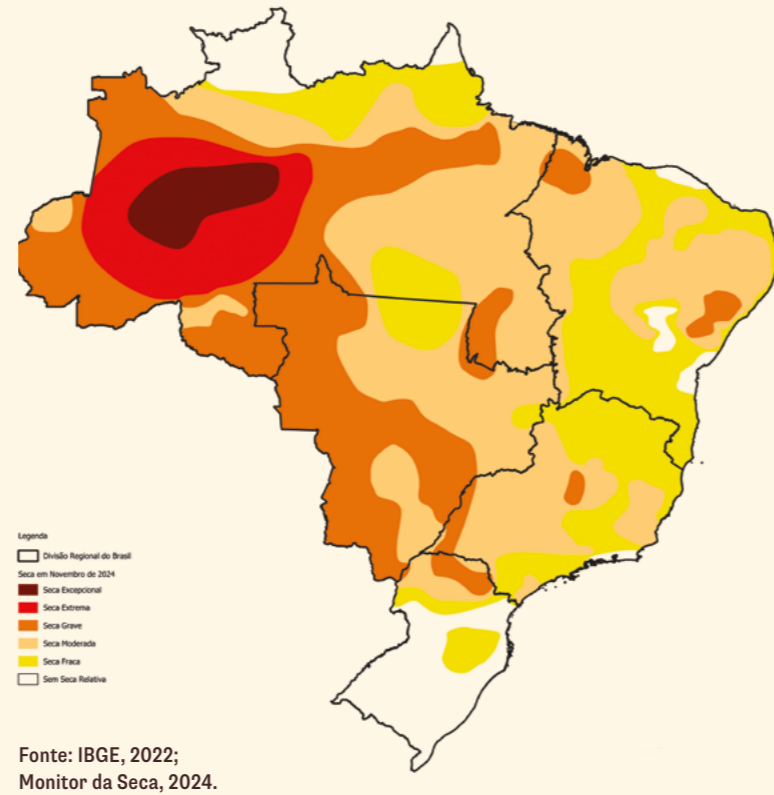 Legenda
Divisão Regional do Brasil
Seca em Novembro de 2024
Seca Excepcional
Seca Extrema
Seca Grave
Seca Moderada
Seca Fraca
Sem Seca Relativa
Fonte: IBGE, 2022;
Monitor da Seca, 2024.